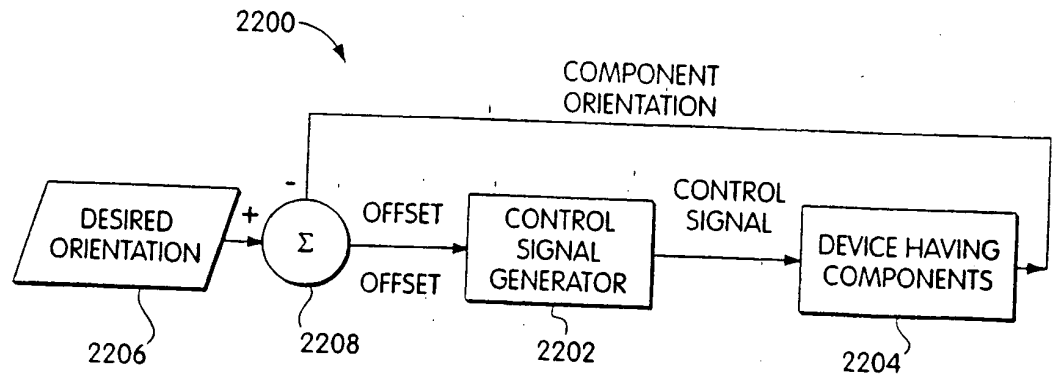 2200
COMPONENT
ORIENTATION
DESIRED
ORIENTATION
+
-
Σ
OFFSET
OFFSET
CONTROL
SIGNAL
GENERATOR
CONTROL
SIGNAL
DEVICE HAVING
COMPONENTS
2206
2208
2202
2204